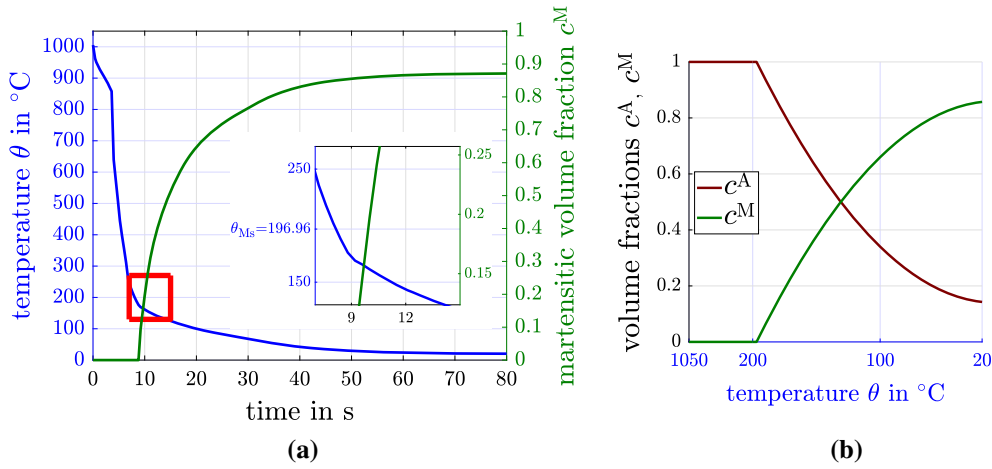 temperature θ in °C
1000
900
800
700
600
500
400
300
200
100
0
0 10 20 30 40 50 60 70 80
time in s
1
0.9
0.8
0.7
0.6
0.5
0.4
0.3
0.2
0.1
0
martensitic volume fraction c^M
250
θ_Ms=196.96
150
9 12
0.25
0.2
0.15
(a)
volume fractions c^A, c^M
1
0.8
0.6
0.4
0.2
0
c^A
c^M
1050 200 100 20
temperature θ in °C
(b)